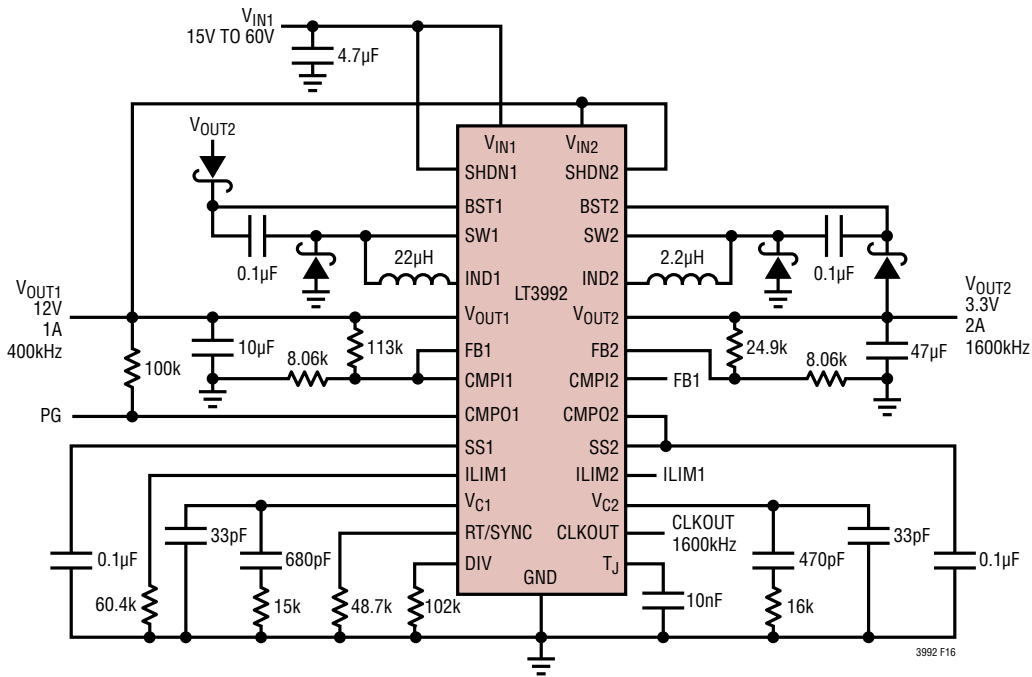 VIN1
15V TO 60V
4.7µF
VOUT2
VIN1
VIN2
SHDN1
SHDN2
BST1
BST2
SW1
SW2
0.1µF
22µH
2.2µH
0.1µF
IND1
IND2
LT3992
VOUT1
12V
1A
400kHz
VOUT1
VOUT2
VOUT2
3.3V
2A
1600kHz
10µF
113k
24.9k
47µF
100k
8.06k
8.06k
FB1
FB2
CMPI1
CMPI2
FB1
PG
CMPO1
CMPO2
SS1
SS2
ILIM1
ILIM2
ILIM1
VC1
VC2
RT/SYNC
CLKOUT
CLKOUT
1600kHz
DIV
TJ
GND
0.1µF
33pF
680pF
470pF
33pF
0.1µF
60.4k
15k
48.7k
102k
10nF
16k
3992 F16